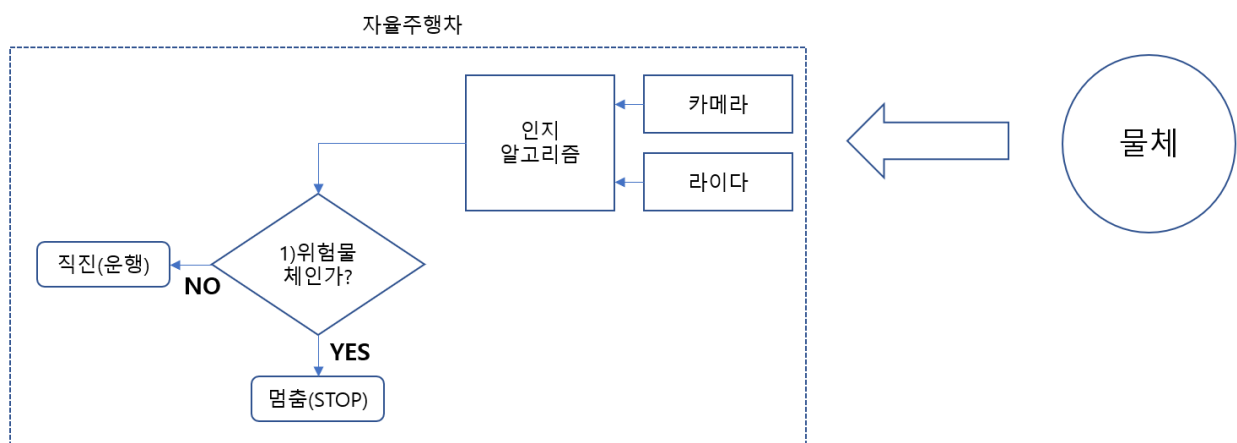 자율주행차
인지
알고리즘
카메라
라이다
물체
1)위험물
체인가?
직진(운행)
NO
YES
멈춤(STOP)